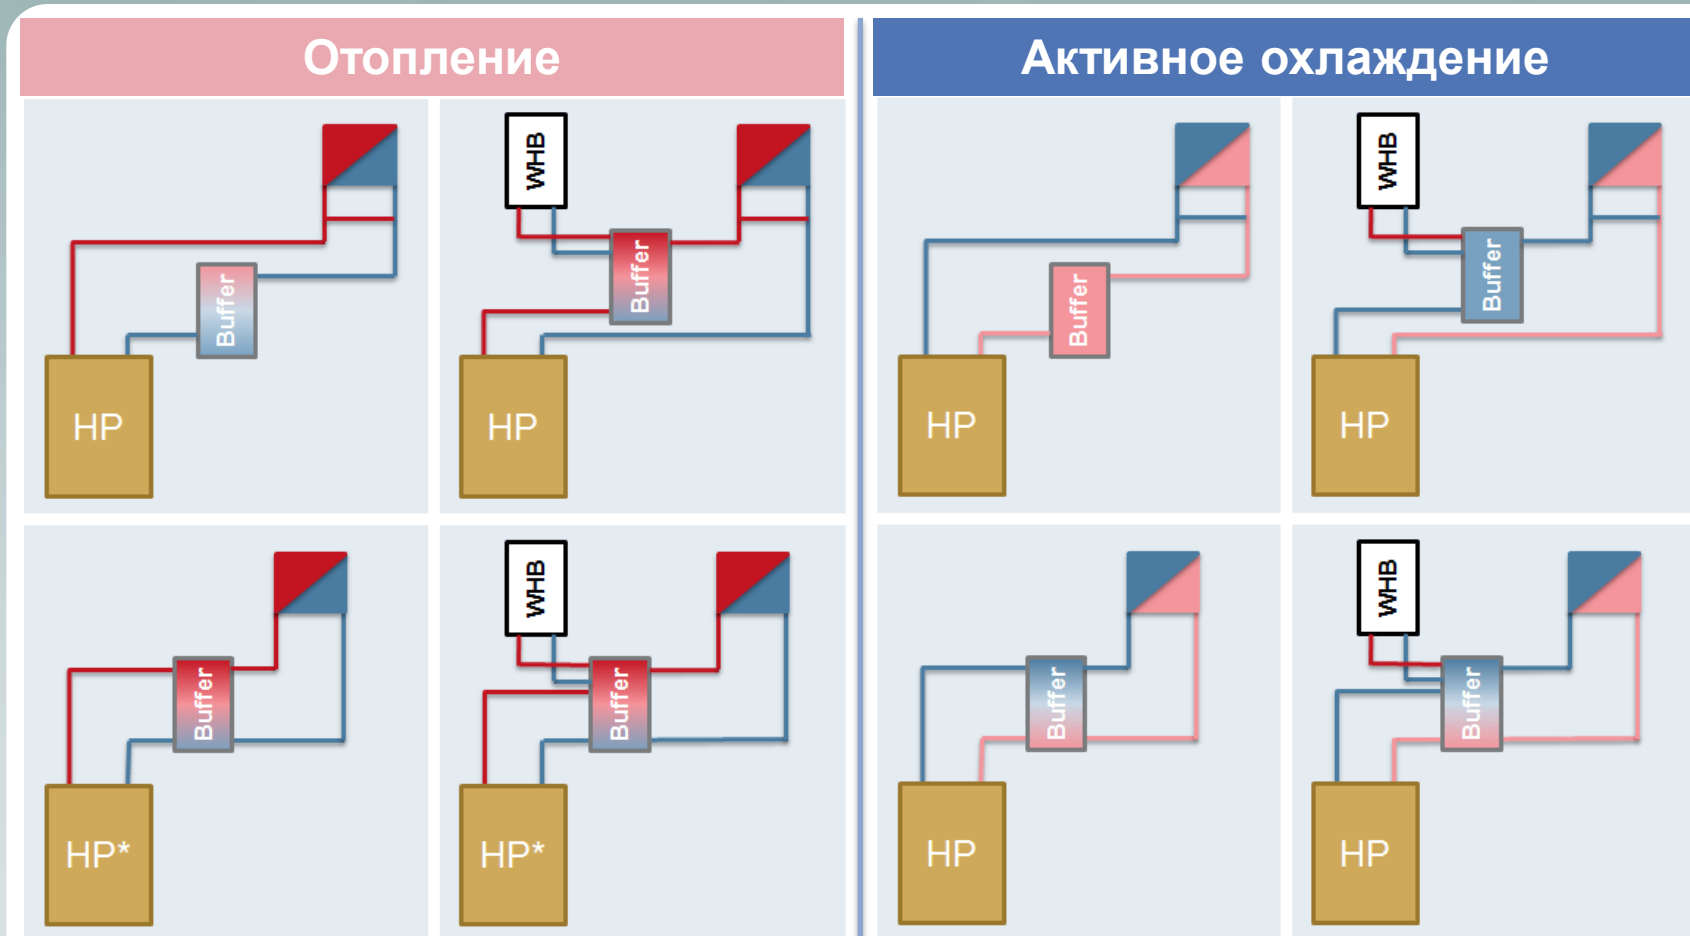 Отопление
Активное охлаждение
Buffer
HP
WHB
Buffer
HP
Buffer
HP
WHB
Buffer
HP
Buffer
HP*
WHB
Buffer
HP*
Buffer
HP
WHB
Buffer
HP